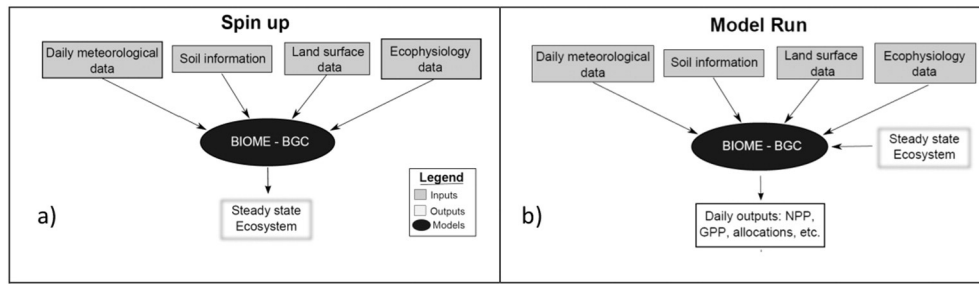 Spin up
Daily meteorological
data
Soil information
Land surface
data
Ecophysiology
data
BIOME - BGC
Steady state
Ecosystem
Legend
Inputs
Outputs
Models
a)
Model Run
Daily meteorological
data
Soil information
Land surface
data
Ecophysiology
data
BIOME - BGC
Steady state
Ecosystem
Daily outputs: NPP,
GPP, allocations, etc.
b)